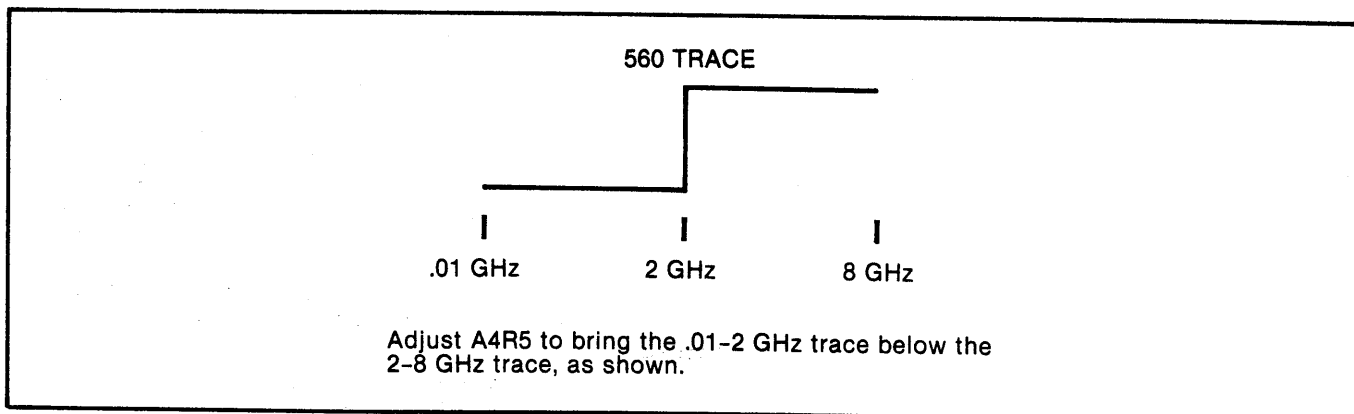 560 TRACE
.01 GHz 2 GHz 8 GHz
Adjust A4R5 to bring the .01–2 GHz trace below the
2–8 GHz trace, as shown.